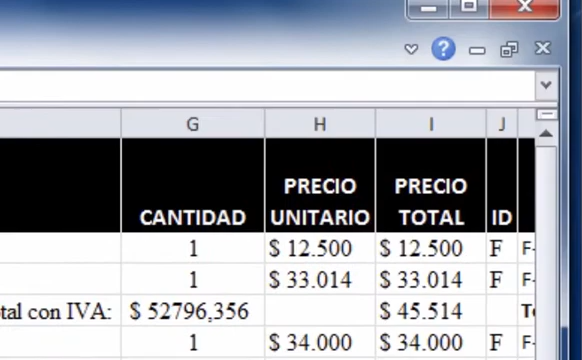 G H I J
PRECIO PRECIO
CANTIDAD UNITARIO TOTAL ID
1 $ 12.500 $ 12.500 F F-
1 $ 33.014 $ 33.014 F F-
tal con IVA: $ 52796,356 $ 45.514
1 $ 34.000 $ 34.000 F F-